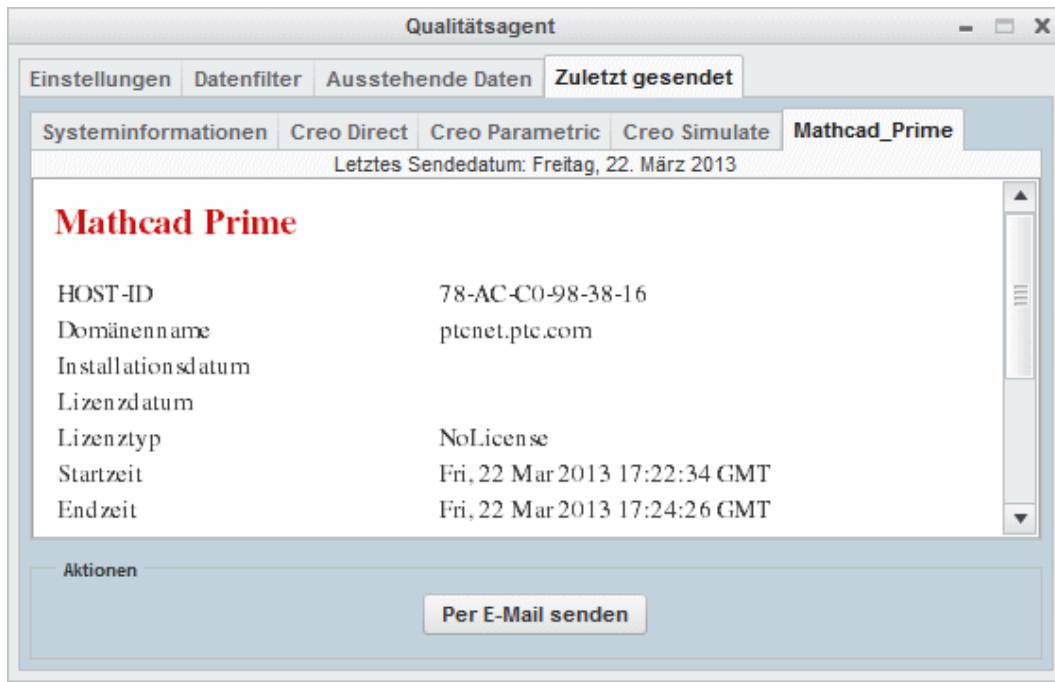 Qualitätsagent
Einstellungen Datenfilter Ausstehende Daten Zuletzt gesendet
Systeminformationen Creo Direct Creo Parametric Creo Simulate Mathcad_Prime
Letztes Sendedatum: Freitag, 22. März 2013
Mathcad Prime
HOST-ID 78-AC-C0-98-38-16
Domänenname ptcnet.ptc.com
Installationsdatum
Lizenzdatum
Lizenztyp NoLicense
Startzeit Fri, 22 Mar 2013 17:22:34 GMT
Endzeit Fri, 22 Mar 2013 17:24:26 GMT
Aktionen
Per E-Mail senden